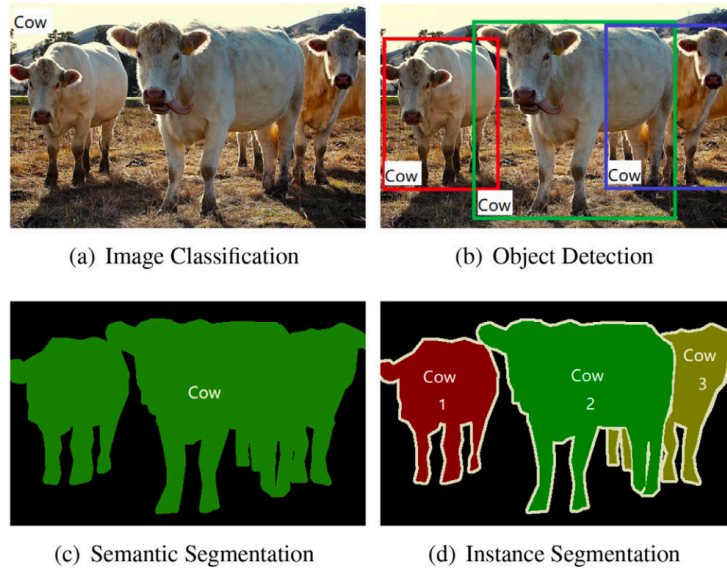 Cow
Cow
Cow
Cow
(a) Image Classification
(b) Object Detection
Cow
Cow
1
Cow
2
Cow
3
(c) Semantic Segmentation
(d) Instance Segmentation